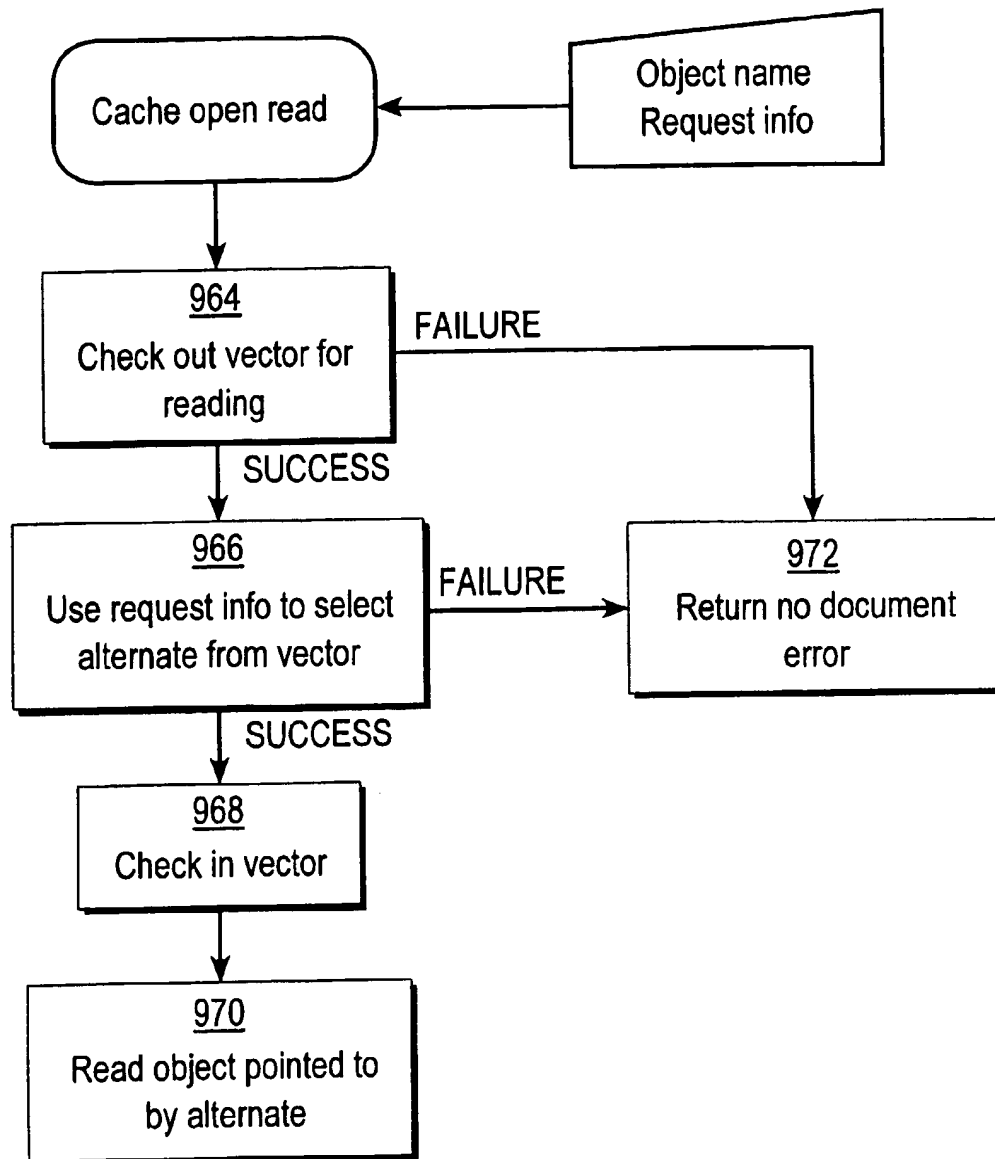 Cache open read
Object name
Request info
964
Check out vector for
reading
FAILURE
SUCCESS
966
Use request info to select
alternate from vector
FAILURE
972
Return no document
error
SUCCESS
968
Check in vector
970
Read object pointed to
by alternate